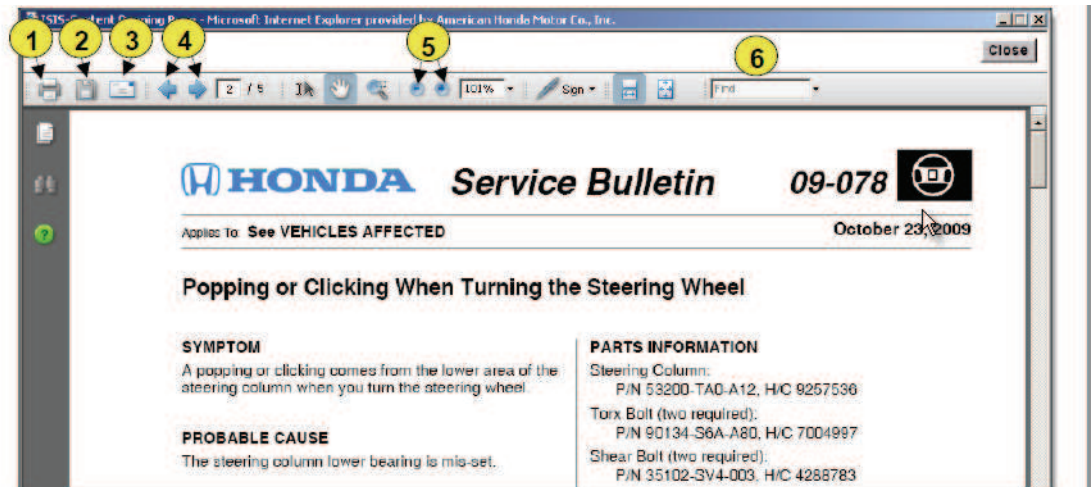 ISIS-Content Opening Page - Microsoft Internet Explorer provided by American Honda Motor Co., Inc.
1 2 3 4 5 6
Close
2 / 5 101% Sign Find
HONDA Service Bulletin 09-078
Applies To: See VEHICLES AFFECTED October 23, 2009
Popping or Clicking When Turning the Steering Wheel
SYMPTOM
A popping or clicking comes from the lower area of the
steering column when you turn the steering wheel.
PROBABLE CAUSE
The steering column lower bearing is mis-set.
PARTS INFORMATION
Steering Column:
P/N 53200-TA0-A12, H/C 9257536
Torx Bolt (two required):
P/N 90134-S6A-A80, H/C 7004997
Shear Bolt (two required):
P/N 35102-SV4-003, H/C 4288783